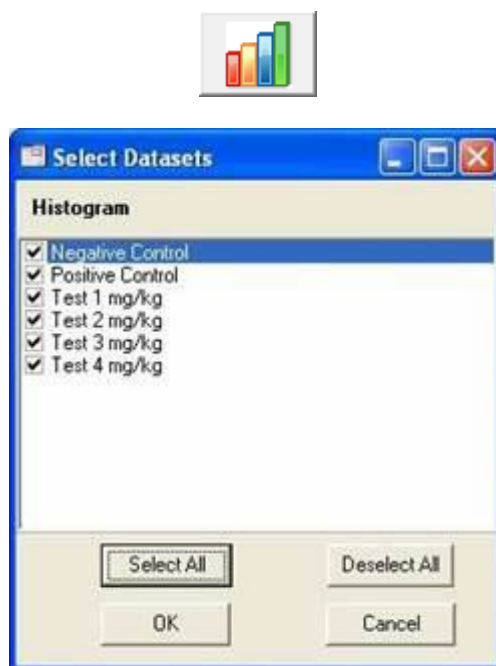 Select Datasets
Histogram
Negative Control
Positive Control
Test 1 mg/kg
Test 2 mg/kg
Test 3 mg/kg
Test 4 mg/kg
Select All
Deselect All
OK
Cancel